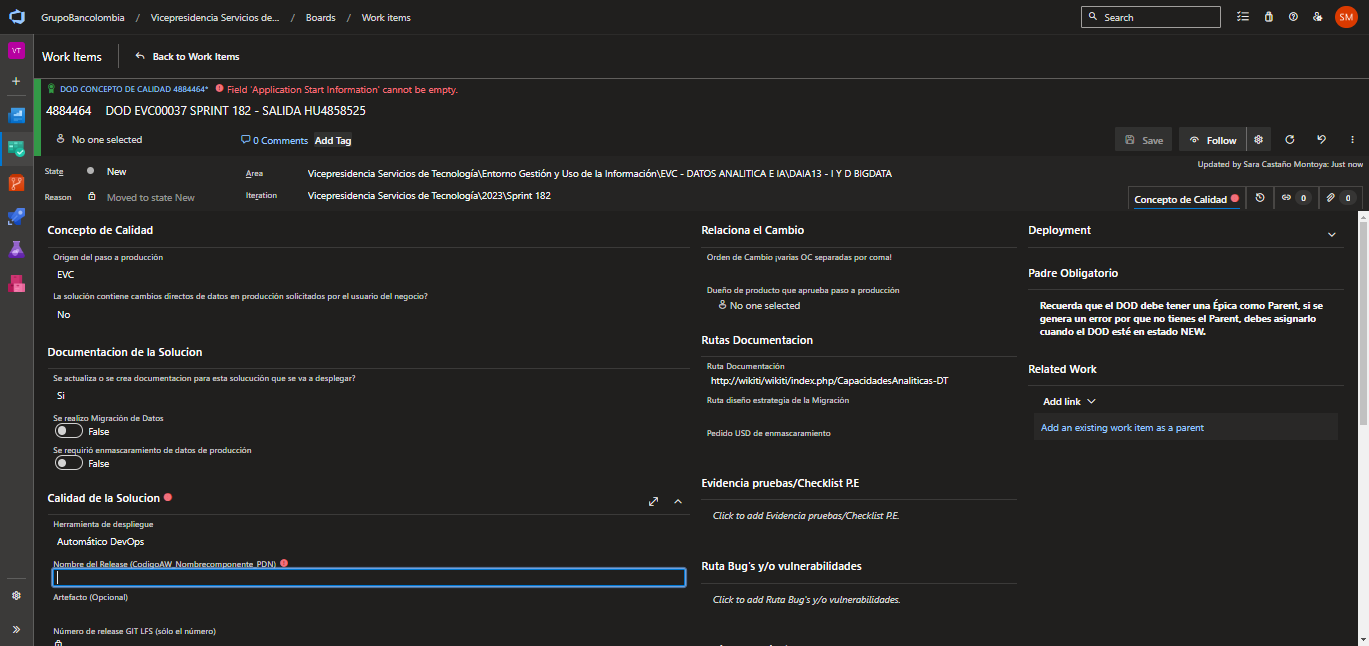 GrupoBancolombia / Vicepresidencia Servicios de... / Boards / Work items
Search
SM
VT
Work Items
Back to Work Items
DOD CONCEPTO DE CALIDAD 4884464*
Field 'Application Start Information' cannot be empty.
4884464 DOD EVC00037 SPRINT 182 - SALIDA HU4858525
No one selected
0 Comments
Add Tag
Save
Follow
State
New
Area
Vicepresidencia Servicios de Tecnología\Entorno Gestión y Uso de la Información\EVC - DATOS ANALITICA E IA\DAIA13 - I Y D BIGDATA
Updated by Sara Castaño Montoya: Just now
Reason
Moved to state New
Iteration
Vicepresidencia Servicios de Tecnología\2023\Sprint 182
Concepto de Calidad
0
0
Concepto de Calidad
Origen del paso a producción
EVC
La solución contiene cambios directos de datos en producción solicitados por el usuario del negocio?
No
Documentacion de la Solucion
Se actualiza o se crea documentacion para esta solucución que se va a desplegar?
Si
Se realizo Migración de Datos
False
Se requirió enmascaramiento de datos de producción
False
Calidad de la Solucion
Herramienta de despliegue
Automático DevOps
Nombre del Release (CodigoAW_Nombrecomponente_PDN)
Artefacto (Opcional)
Número de release GIT LFS (sólo el número)
Relaciona el Cambio
Orden de Cambio ¡varias OC separadas por coma!
Dueño de producto que aprueba paso a producción
No one selected
Rutas Documentacion
Ruta Documentación
http://wikiti/wikiti/index.php/CapacidadesAnaliticas-DT
Ruta diseño estrategia de la Migración
Pedido USD de enmascaramiento
Evidencia pruebas/Checklist P.E
Click to add Evidencia pruebas/Checklist P.E.
Ruta Bug's y/o vulnerabilidades
Click to add Ruta Bug's y/o vulnerabilidades.
Deployment
Padre Obligatorio
Recuerda que el DOD debe tener una Épica como Parent, si se
genera un error por que no tienes el Parent, debes asignarlo
cuando el DOD esté en estado NEW.
Related Work
Add link
Add an existing work item as a parent